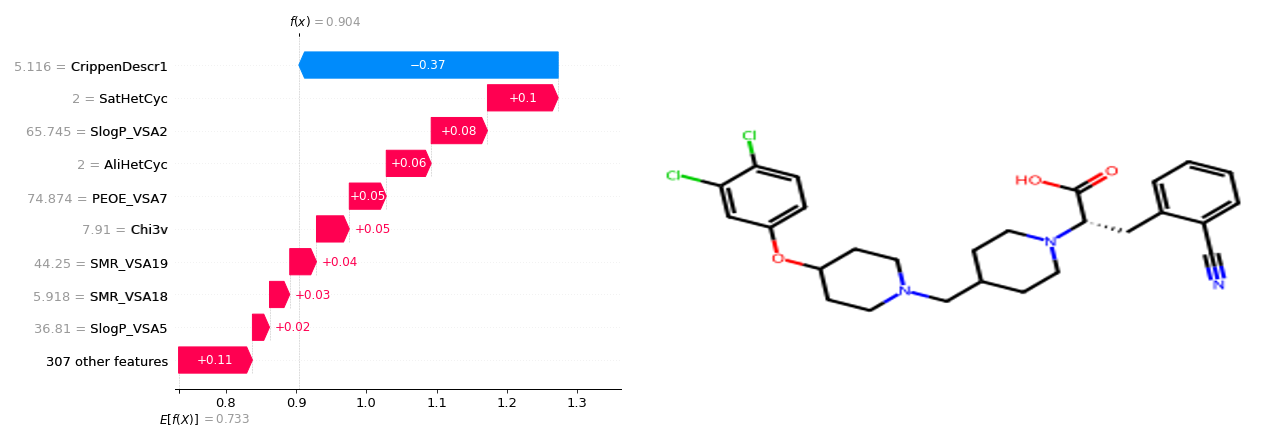 f(x) = 0.904
5.116 = CrippenDescr1
−0.37
2 = SatHetCyc
+0.1
65.745 = SlogP_VSA2
+0.08
2 = AliHetCyc
+0.06
74.874 = PEOE_VSA7
+0.05
7.91 = Chi3v
+0.05
44.25 = SMR_VSA19
+0.04
5.918 = SMR_VSA18
+0.03
36.81 = SlogP_VSA5
+0.02
307 other features
+0.11
0.8 0.9 1.0 1.1 1.2 1.3
E[f(X)] = 0.733
Cl
Cl
HO
O
N
O
N
N